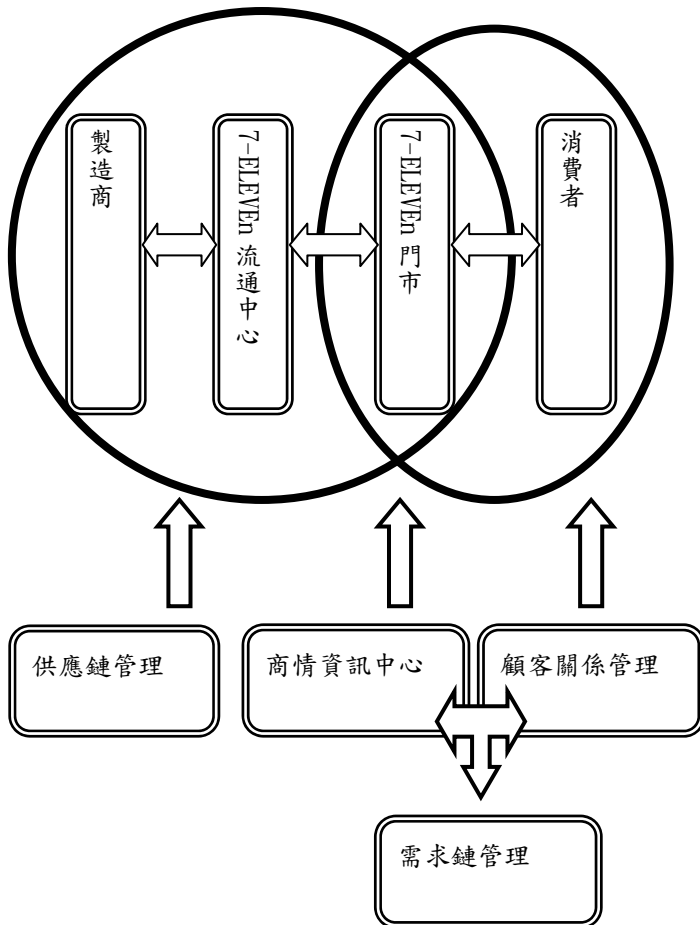 製造商
7-ELEVEn 流通中心
7-ELEVEn 門市
消費者
供應鏈管理
商情資訊中心
顧客關係管理
需求鏈管理